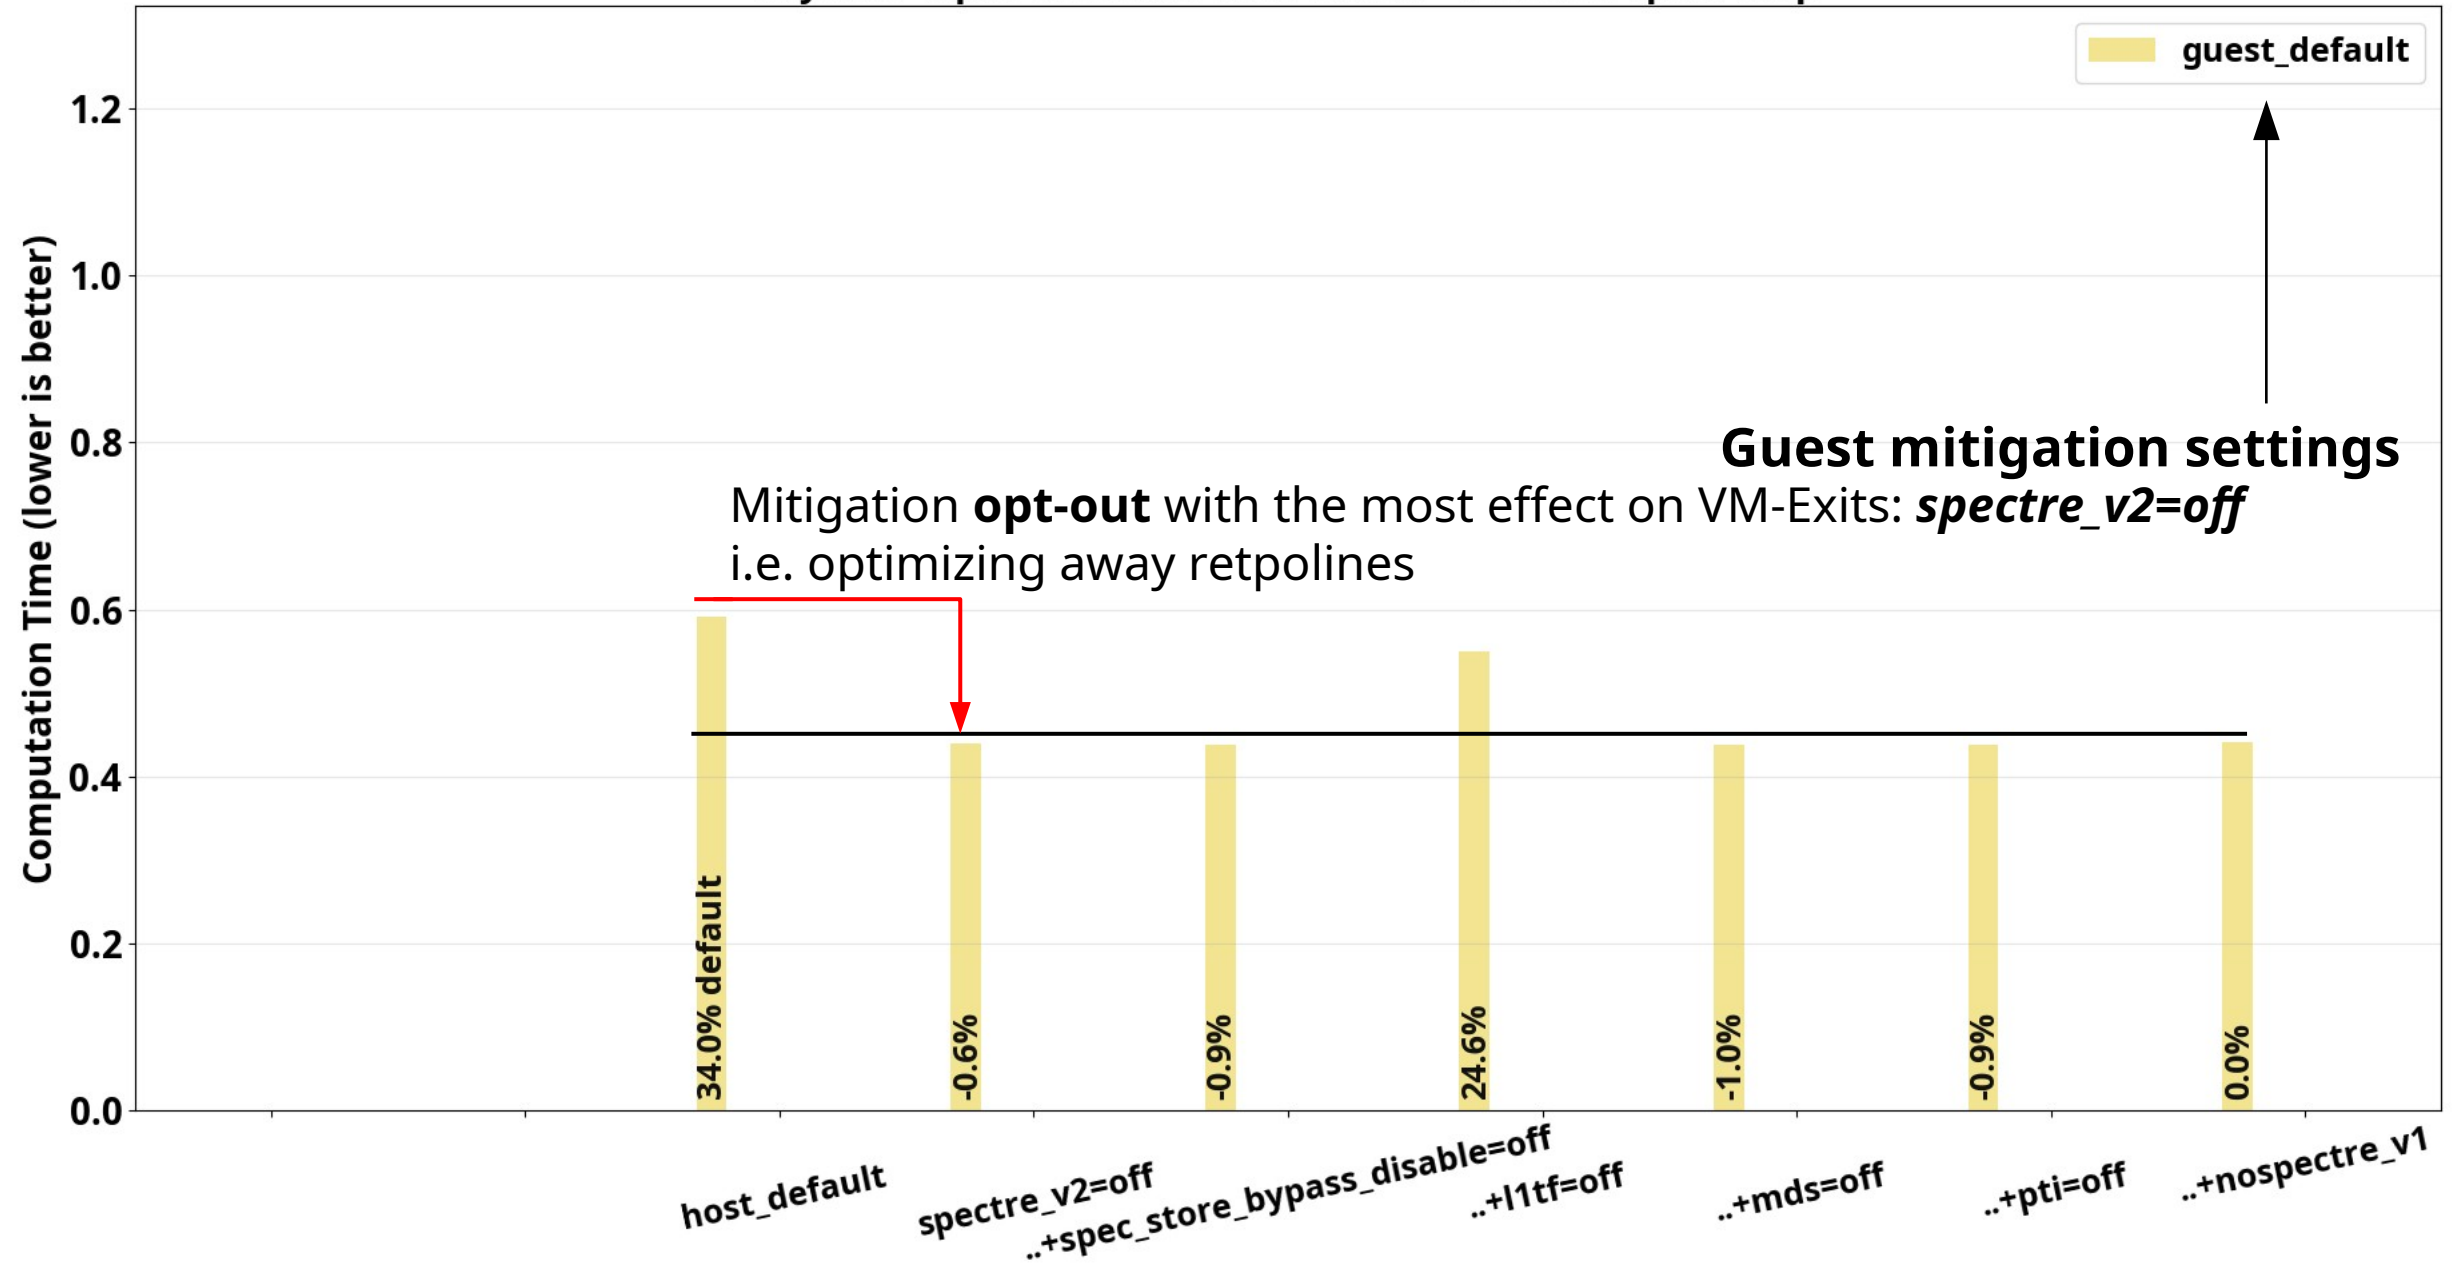 guest_default
1.2
1.0
0.8
0.6
0.4
0.2
0.0
Computation Time (lower is better)
Guest mitigation settings
Mitigation opt-out with the most effect on VM-Exits: spectre_v2=off
i.e. optimizing away retpolines
34.0% default
-0.6%
-0.9%
24.6%
-1.0%
-0.9%
0.0%
host_default
spectre_v2=off
..+spec_store_bypass_disable=off
..+l1tf=off
..+mds=off
..+pti=off
..+nospectre_v1